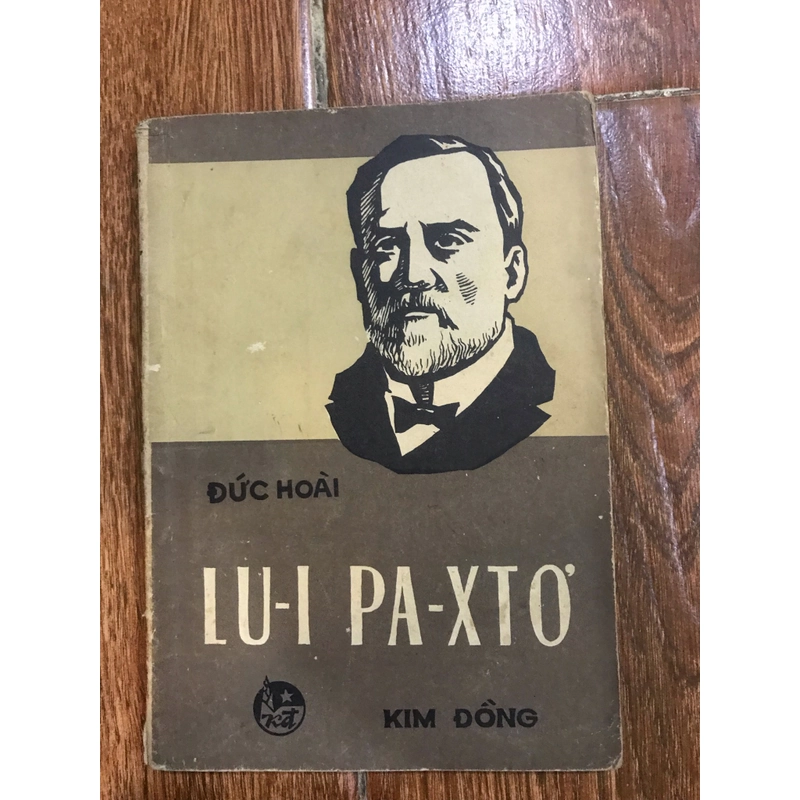 ĐỨC HOÀI
LU-I PA-XTƠ
Kđ
KIM ĐỒNG